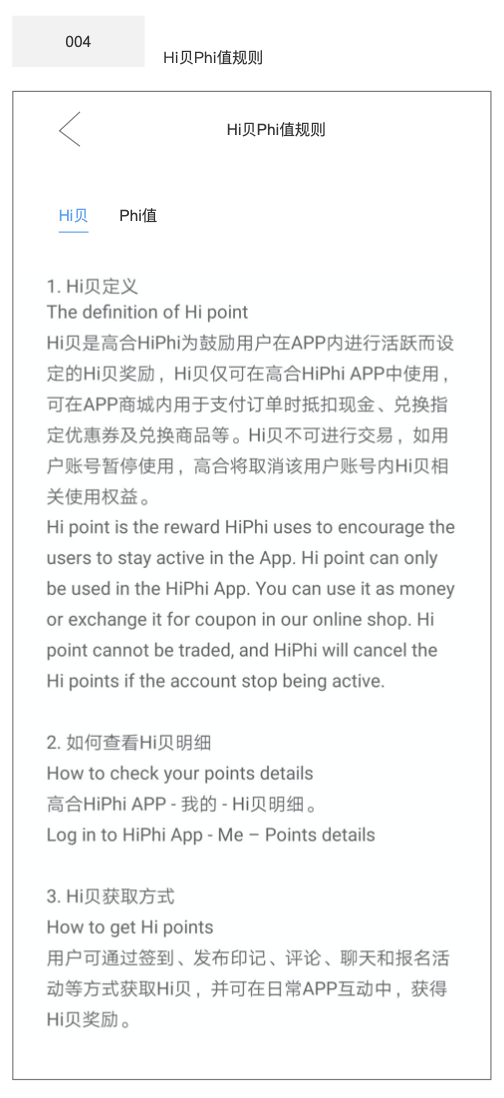 004
Hi贝Phi值规则
Hi贝Phi值规则
Hi贝 Phi值
1. Hi贝定义
The definition of Hi point
Hi贝是高合HiPhi为鼓励用户在APP内进行活跃而设
定的Hi贝奖励，Hi贝仅可在高合HiPhi APP中使用，
可在APP商城内用于支付订单时抵扣现金、兑换指
定优惠券及兑换商品等。Hi贝不可进行交易，如用
户账号暂停使用，高合将取消该用户账号内Hi贝相
关使用权益。
Hi point is the reward HiPhi uses to encourage the
users to stay active in the App. Hi point can only
be used in the HiPhi App. You can use it as money
or exchange it for coupon in our online shop. Hi
point cannot be traded, and HiPhi will cancel the
Hi points if the account stop being active.
2. 如何查看Hi贝明细
How to check your points details
高合HiPhi APP - 我的 - Hi贝明细。
Log in to HiPhi App - Me – Points details
3. Hi贝获取方式
How to get Hi points
用户可通过签到、发布印记、评论、聊天和报名活
动等方式获取Hi贝，并可在日常APP互动中，获得
Hi贝奖励。